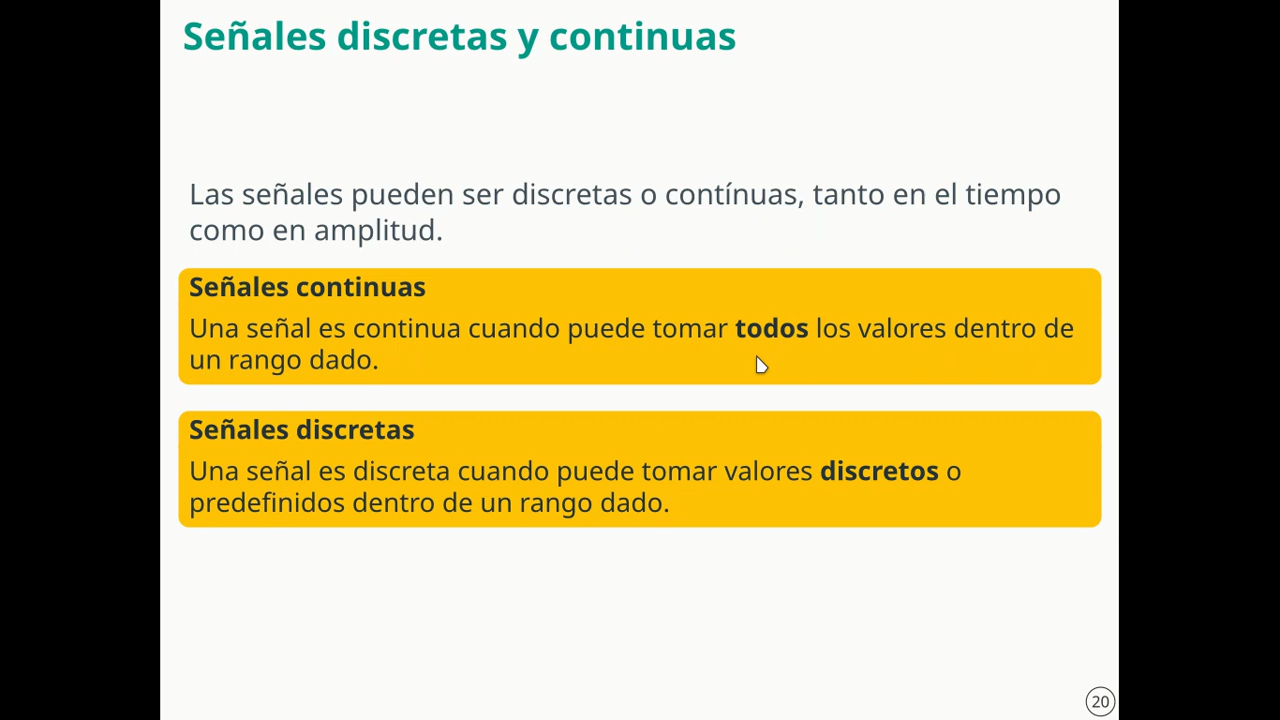 Señales discretas y continuas
Las señales pueden ser discretas o contínuas, tanto en el tiempo
como en amplitud.
Señales continuas
Una señal es continua cuando puede tomar todos los valores dentro de
un rango dado.
Señales discretas
Una señal es discreta cuando puede tomar valores discretos o
predefinidos dentro de un rango dado.
20